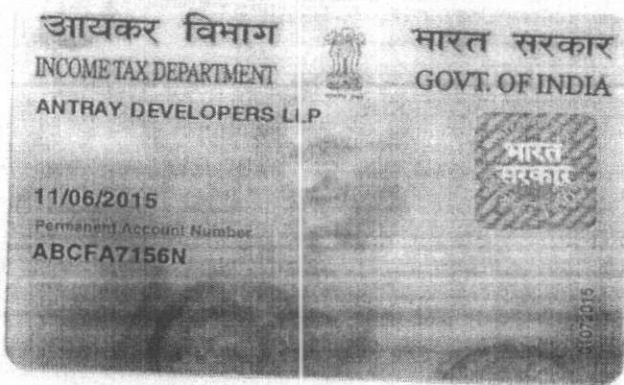 आयकर विभाग
INCOME TAX DEPARTMENT
ANTRAY DEVELOPERS LLP
भारत सरकार
GOVT. OF INDIA
भारत
सरकार
11/06/2015
Permanent Account Number
ABCFA7156N
01072015